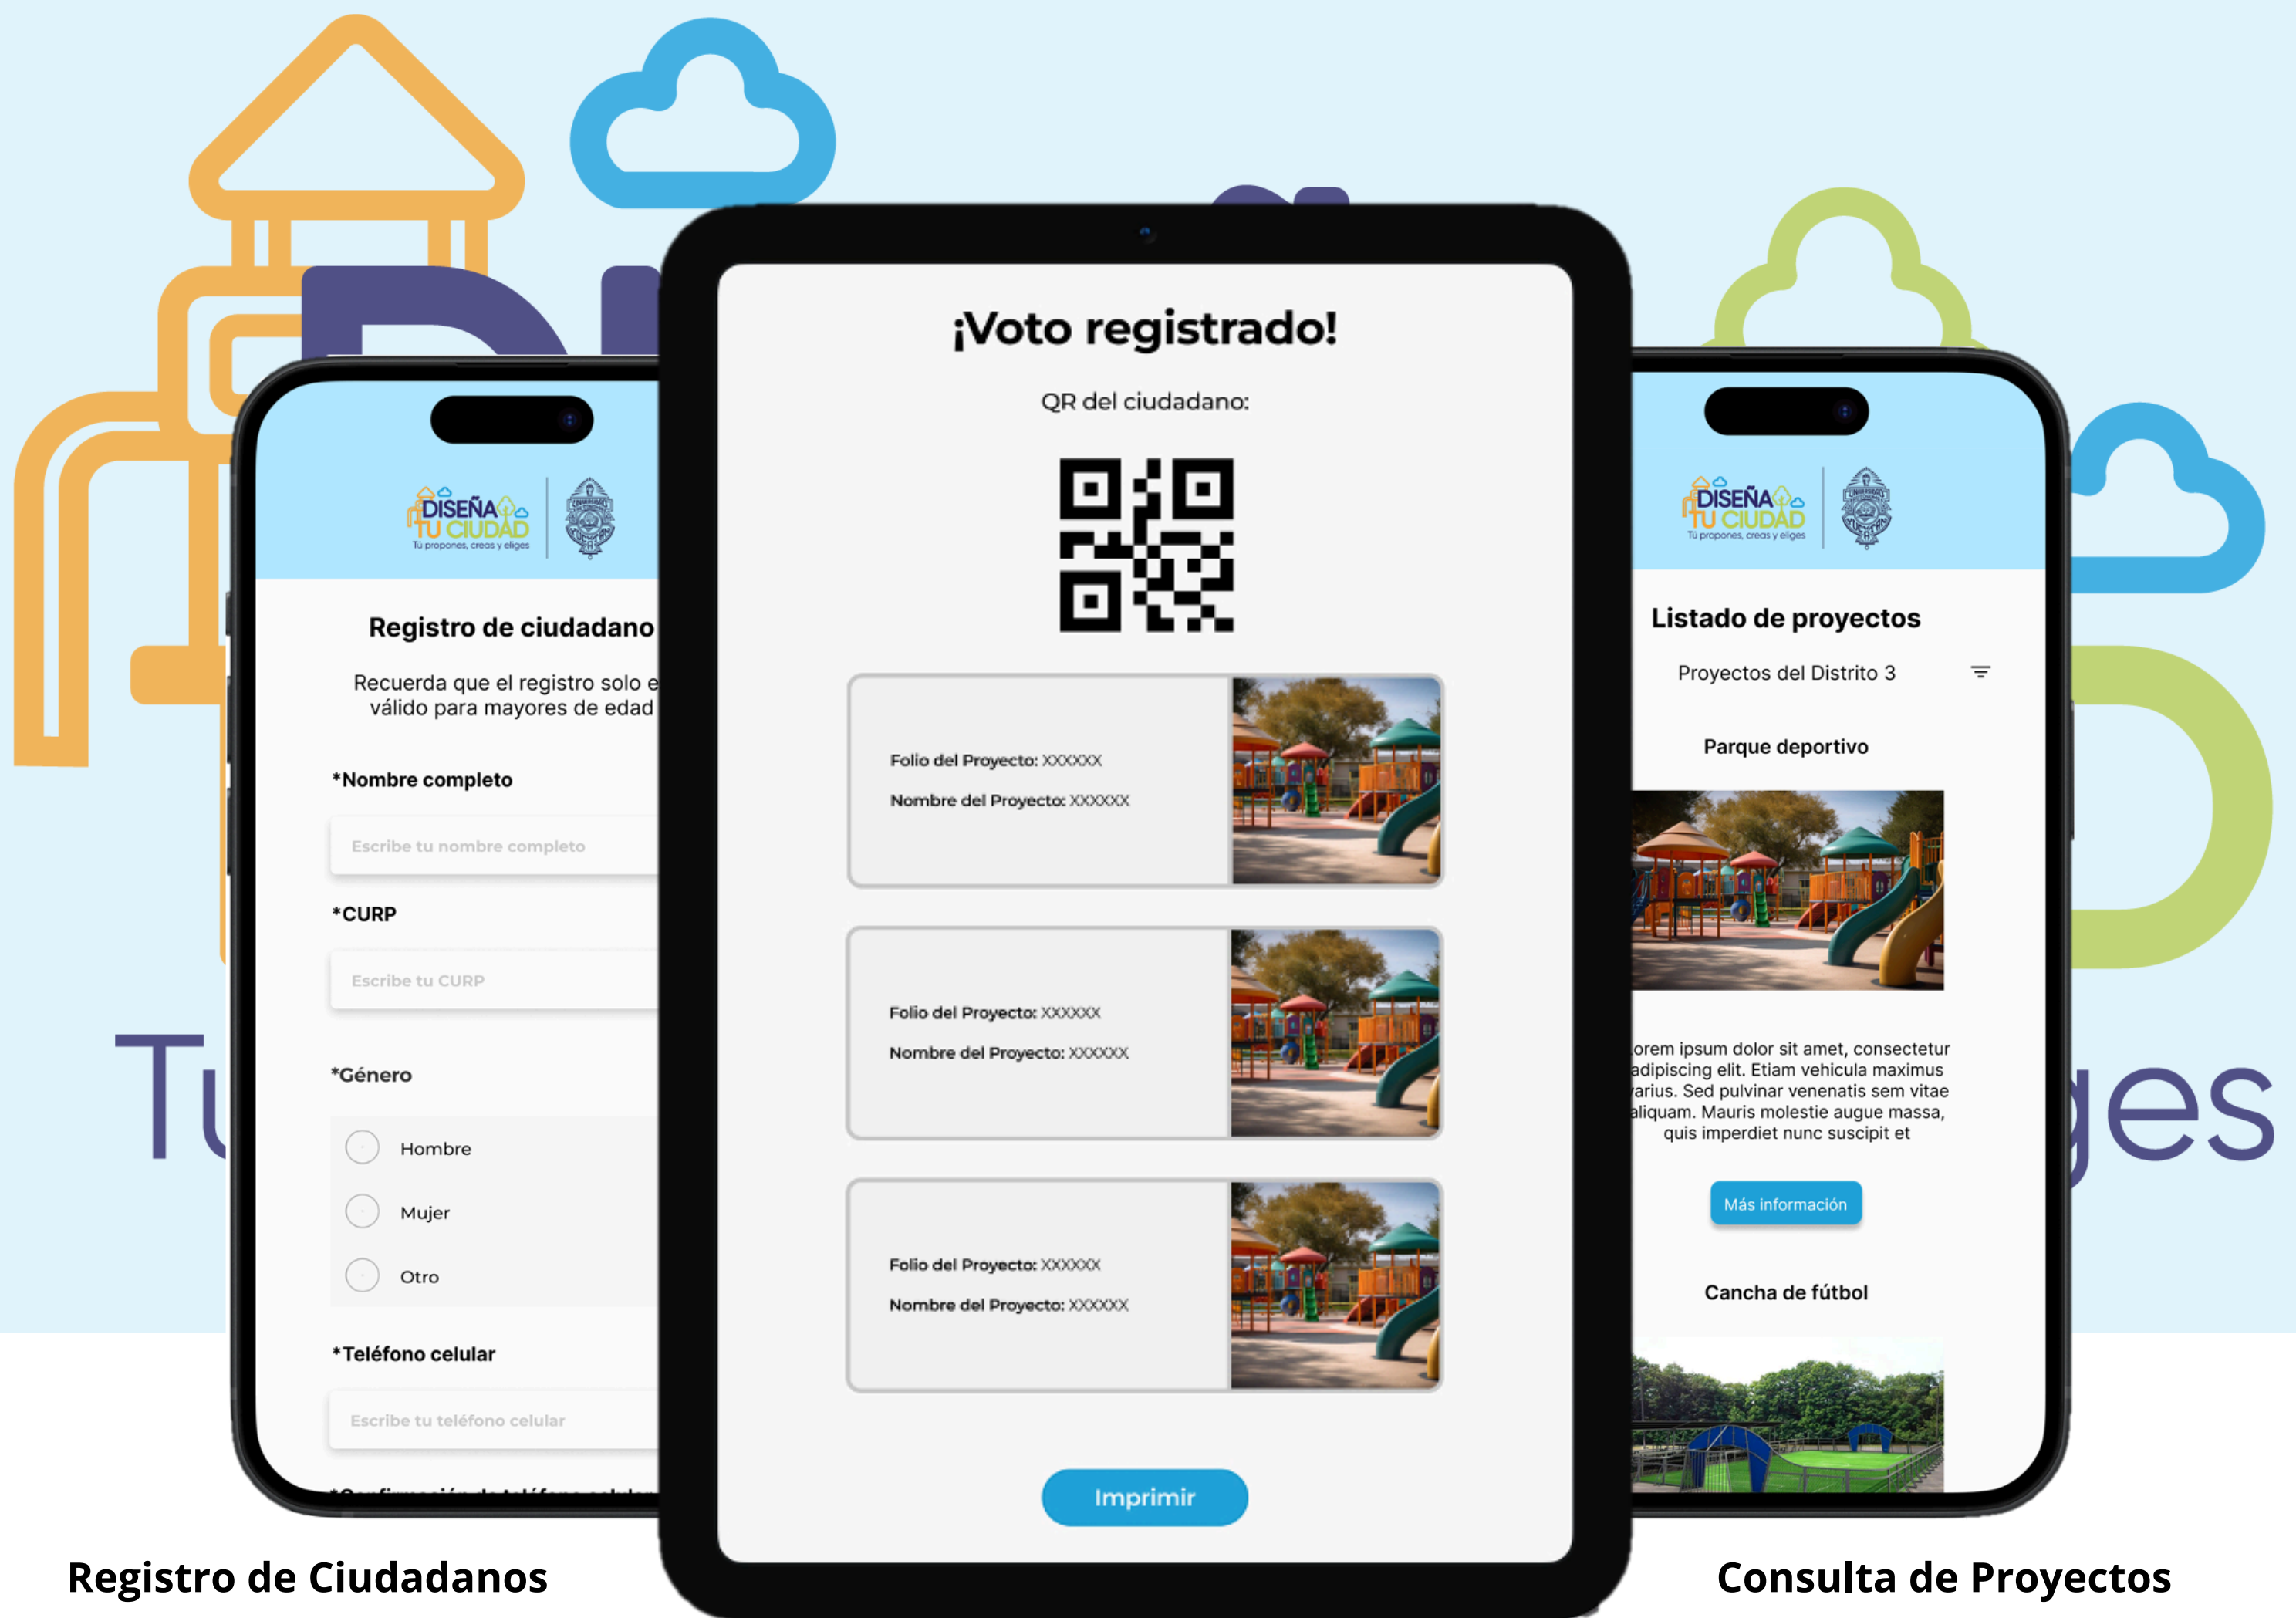 DISEÑA
TU CIUDAD
Tú propones, creas y eliges
Registro de ciudadano
Recuerda que el registro solo e
válido para mayores de edad
*Nombre completo
Escribe tu nombre completo
*CURP
Escribe tu CURP
*Género
Hombre
Mujer
Otro
*Teléfono celular
Escribe tu teléfono celular
¡Voto registrado!
QR del ciudadano:
Folio del Proyecto: XXXXXX
Nombre del Proyecto: XXXXXX
Folio del Proyecto: XXXXXX
Nombre del Proyecto: XXXXXX
Folio del Proyecto: XXXXXX
Nombre del Proyecto: XXXXXX
Imprimir
DISEÑA
TU CIUDAD
Tú propones, creas y eliges
Listado de proyectos
Proyectos del Distrito 3
Parque deportivo
orem ipsum dolor sit amet, consectetur
adipiscing elit. Etiam vehicula maximus
varius. Sed pulvinar venenatis sem vitae
aliquam. Mauris molestie augue massa,
quis imperdiet nunc suscipit et
Más información
Cancha de fútbol
Registro de Ciudadanos
Consulta de Proyectos